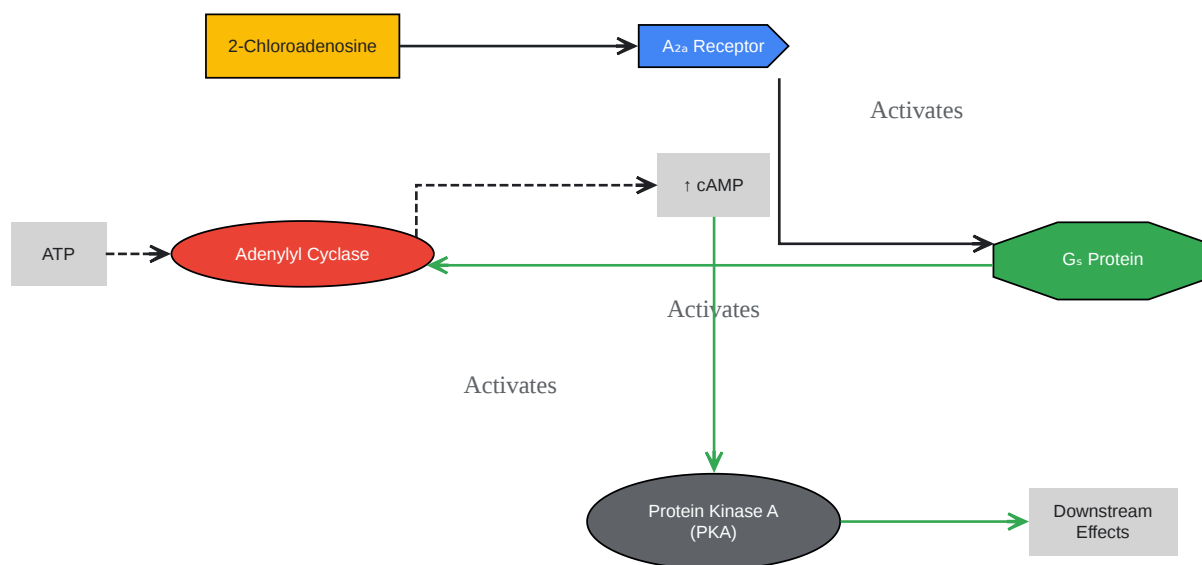 2-Chloroadenosine
A₂ₐ Receptor
Activates
↑ cAMP
ATP
Adenylyl Cyclase
Gₛ Protein
Activates
Activates
Protein Kinase A
(PKA)
Downstream
Effects